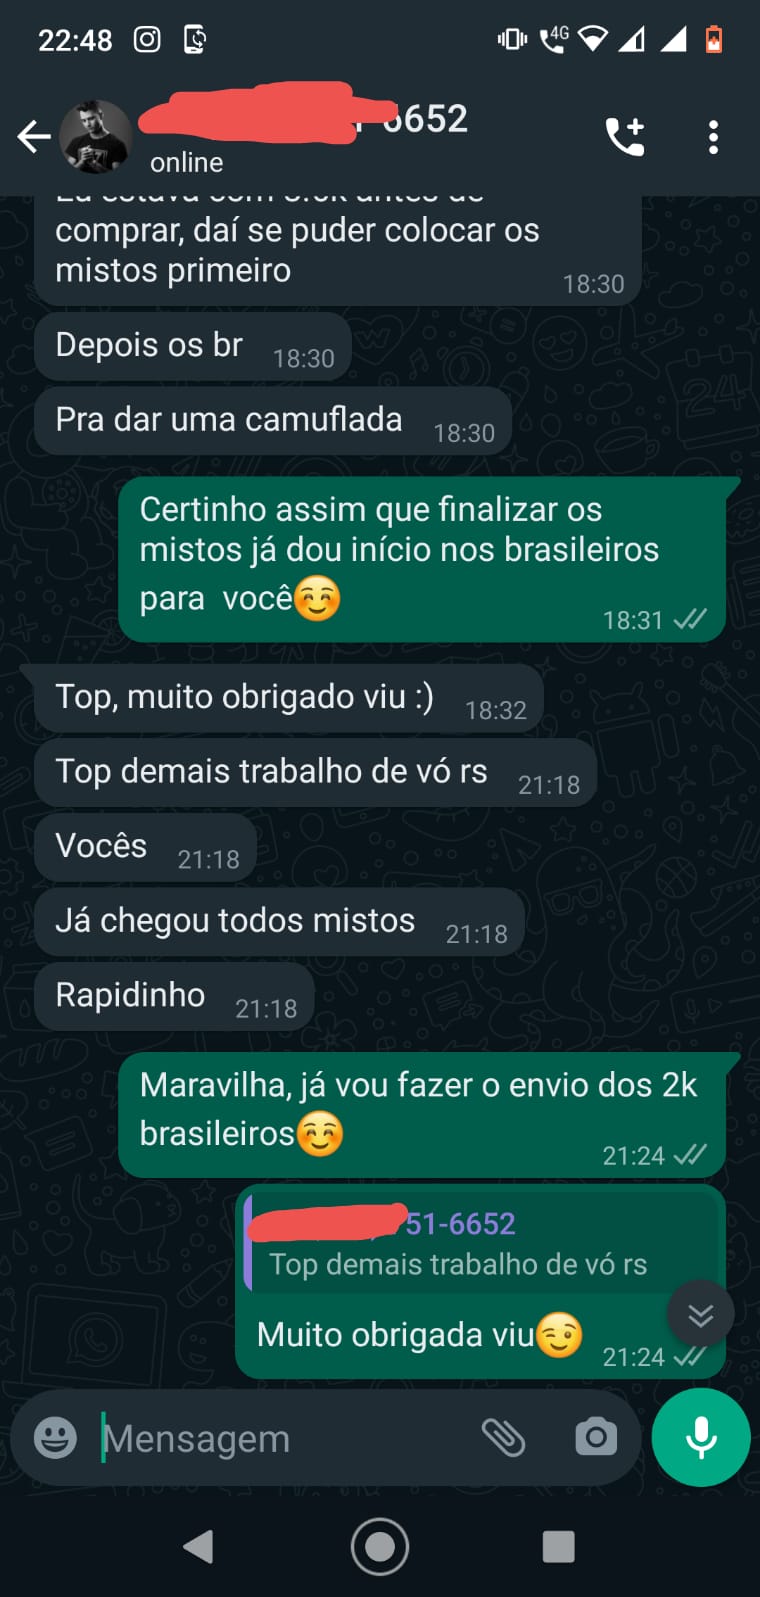 22:48
4G
6652
online
comprar, daí se puder colocar os
mistos primeiro
18:30
Depois os br
18:30
Pra dar uma camuflada
18:30
Certinho assim que finalizar os
mistos já dou início nos brasileiros
para você😊
18:31
Top, muito obrigado viu :)
18:32
Top demais trabalho de vó rs
21:18
Vocês
21:18
Já chegou todos mistos
21:18
Rapidinho
21:18
Maravilha, já vou fazer o envio dos 2k
brasileiros😊
21:24
51-6652
Top demais trabalho de vó rs
Muito obrigada viu😉
21:24
Mensagem